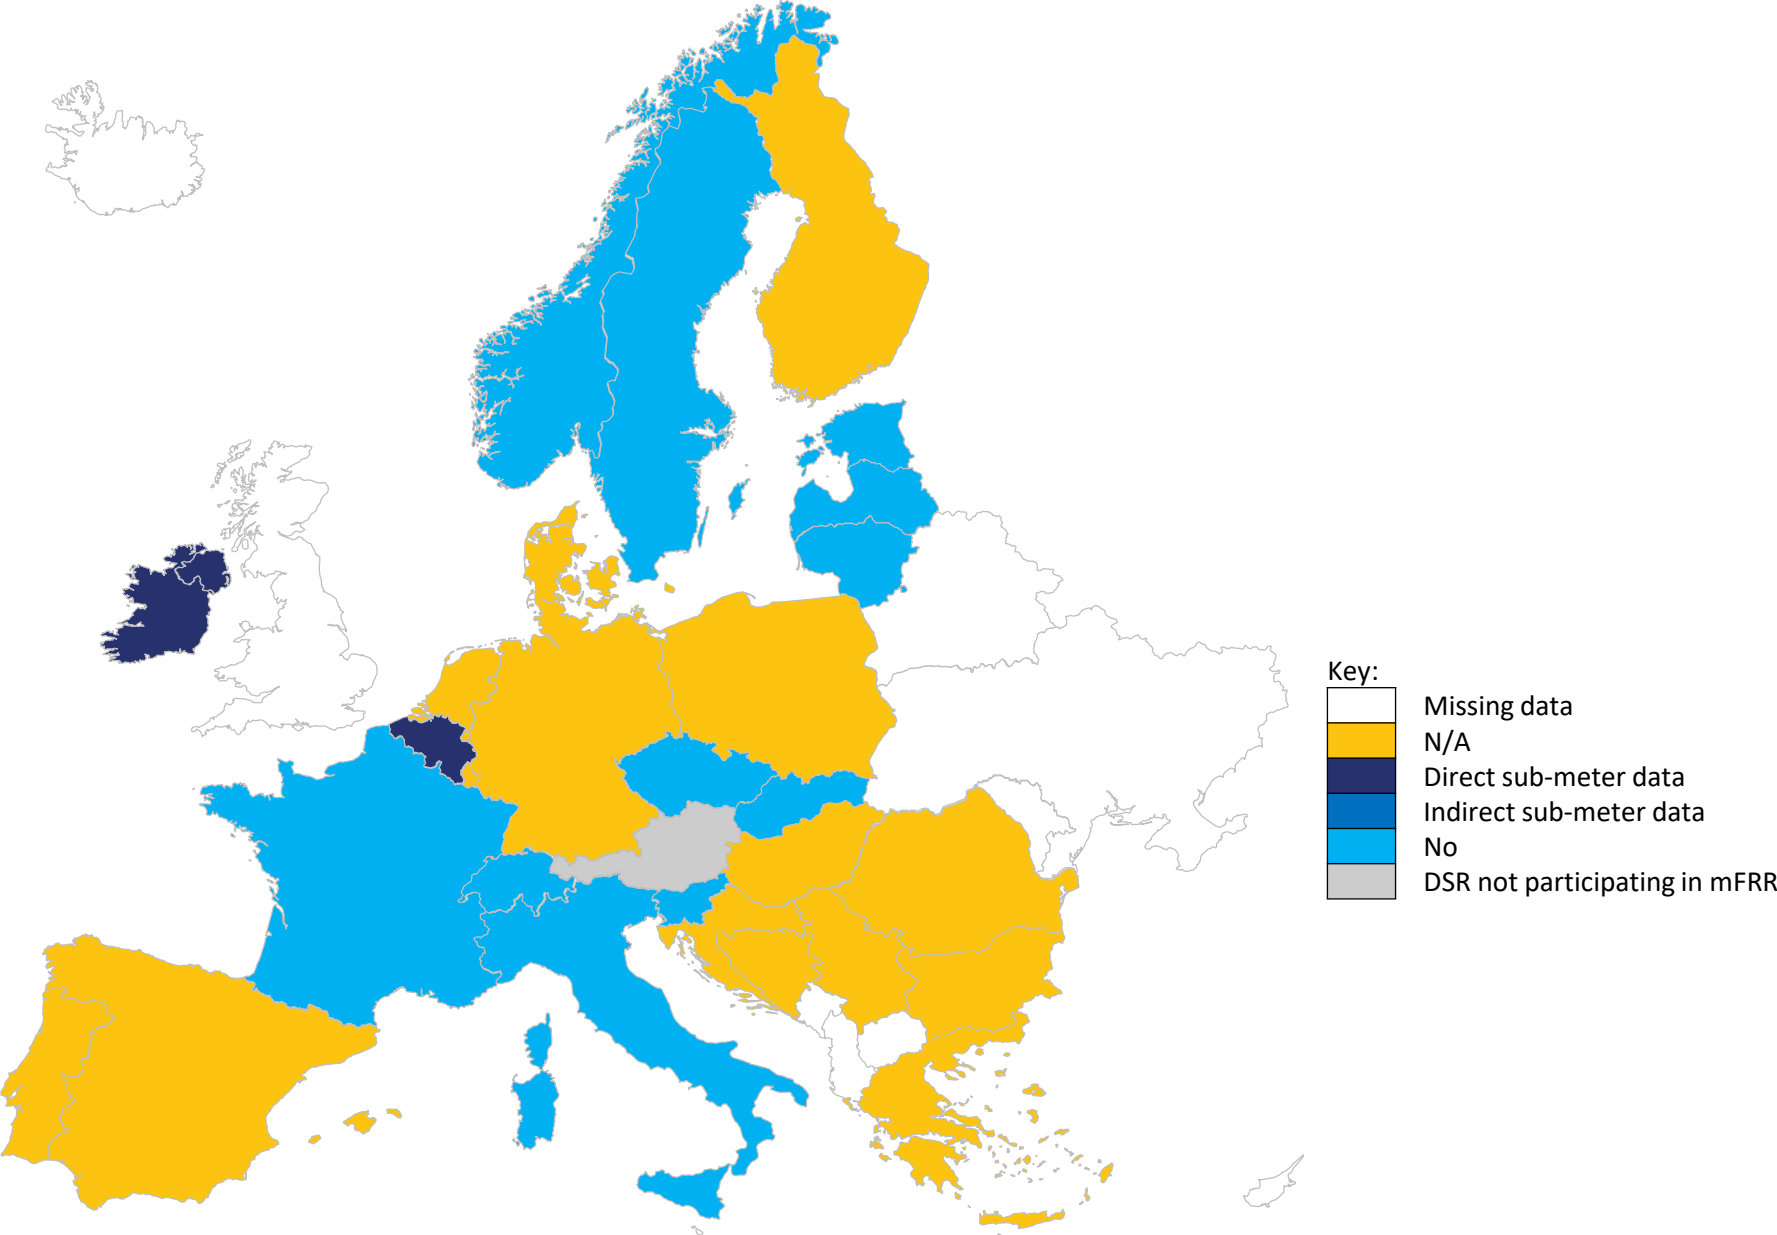 Key:
Missing data
N/A
Direct sub-meter data
Indirect sub-meter data
No
DSR not participating in mFRR